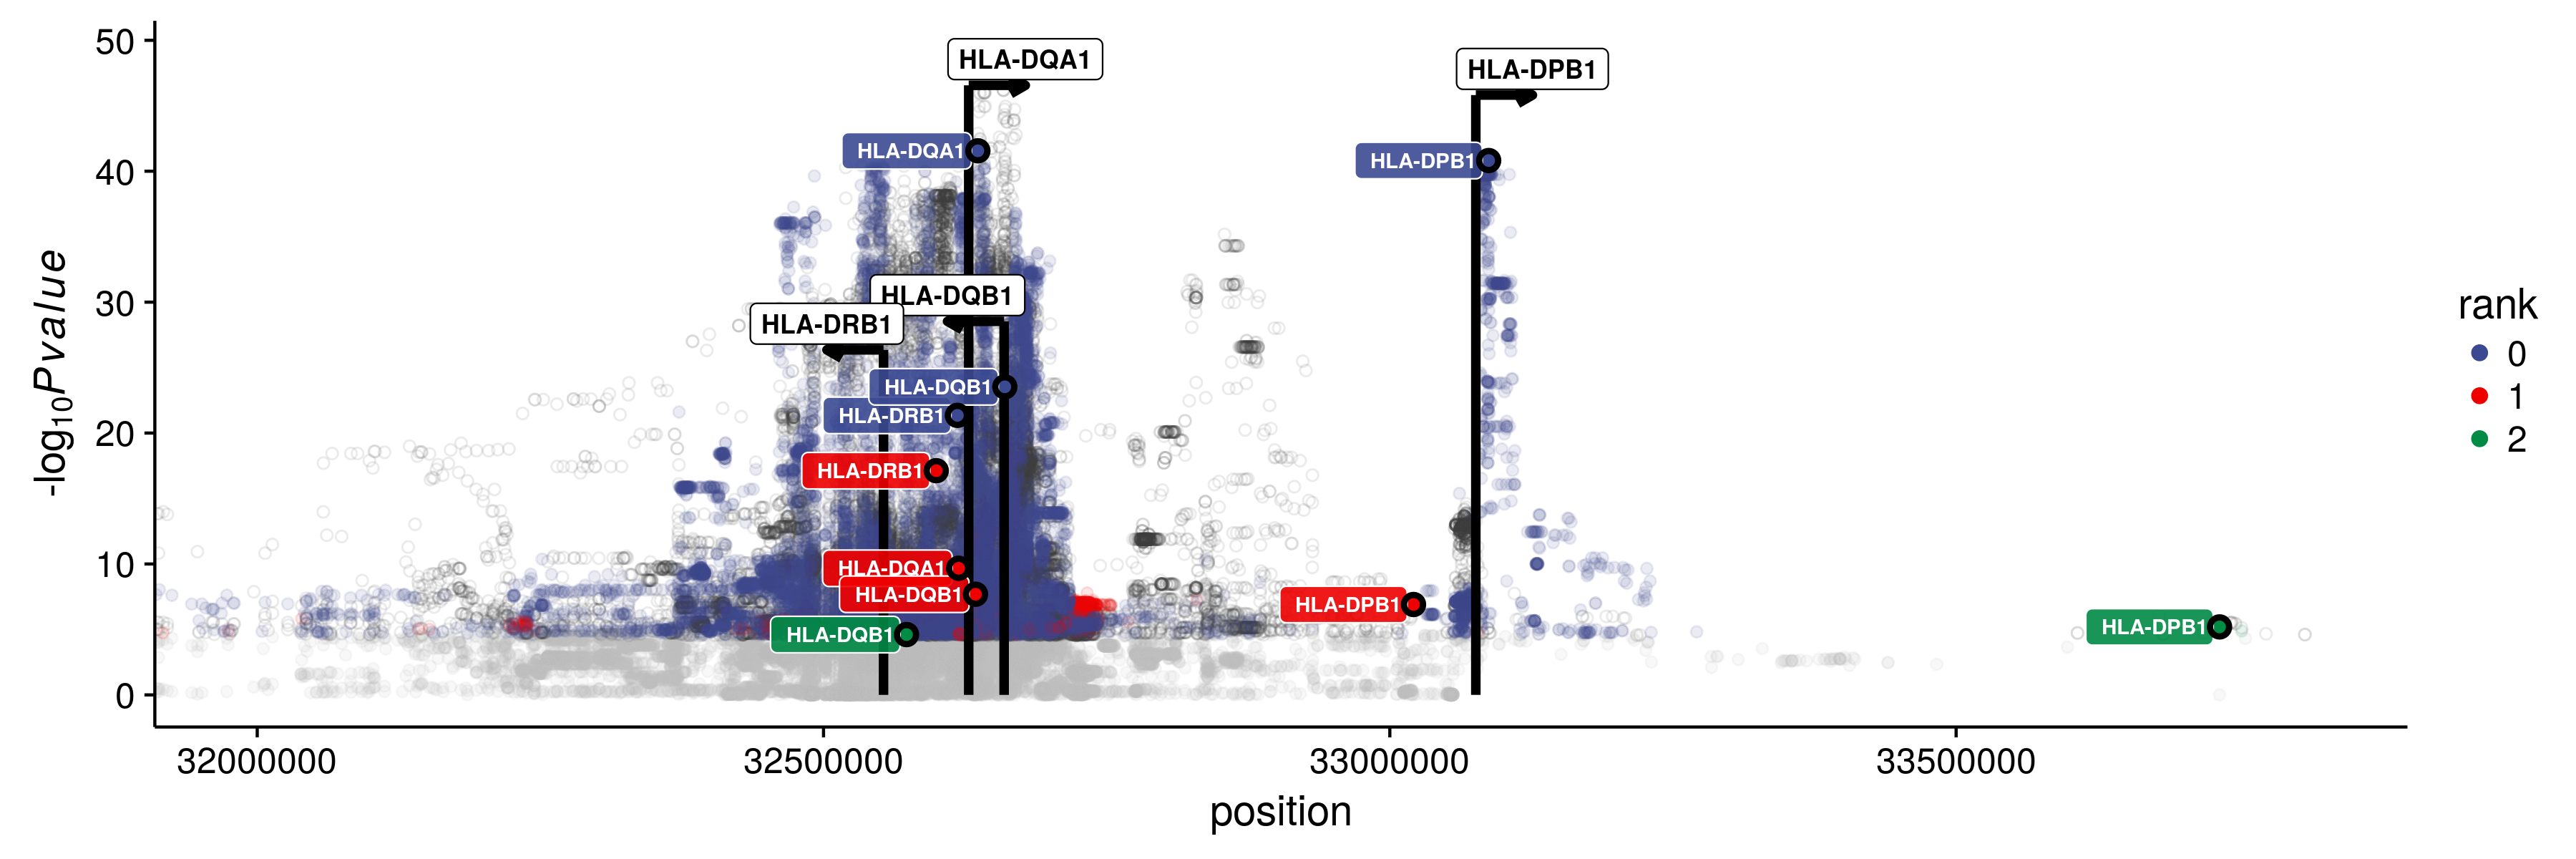 50
40
30
20
10
0
-log10Pvalue
HLA-DQA1
HLA-DPB1
HLA-DQA1
HLA-DPB1
HLA-DQB1
HLA-DRB1
HLA-DQB1
HLA-DRB1
HLA-DRB1
HLA-DQA1
HLA-DQB1
HLA-DPB1
HLA-DQB1
HLA-DPB1
rank
0
1
2
32000000
32500000
33000000
33500000
position